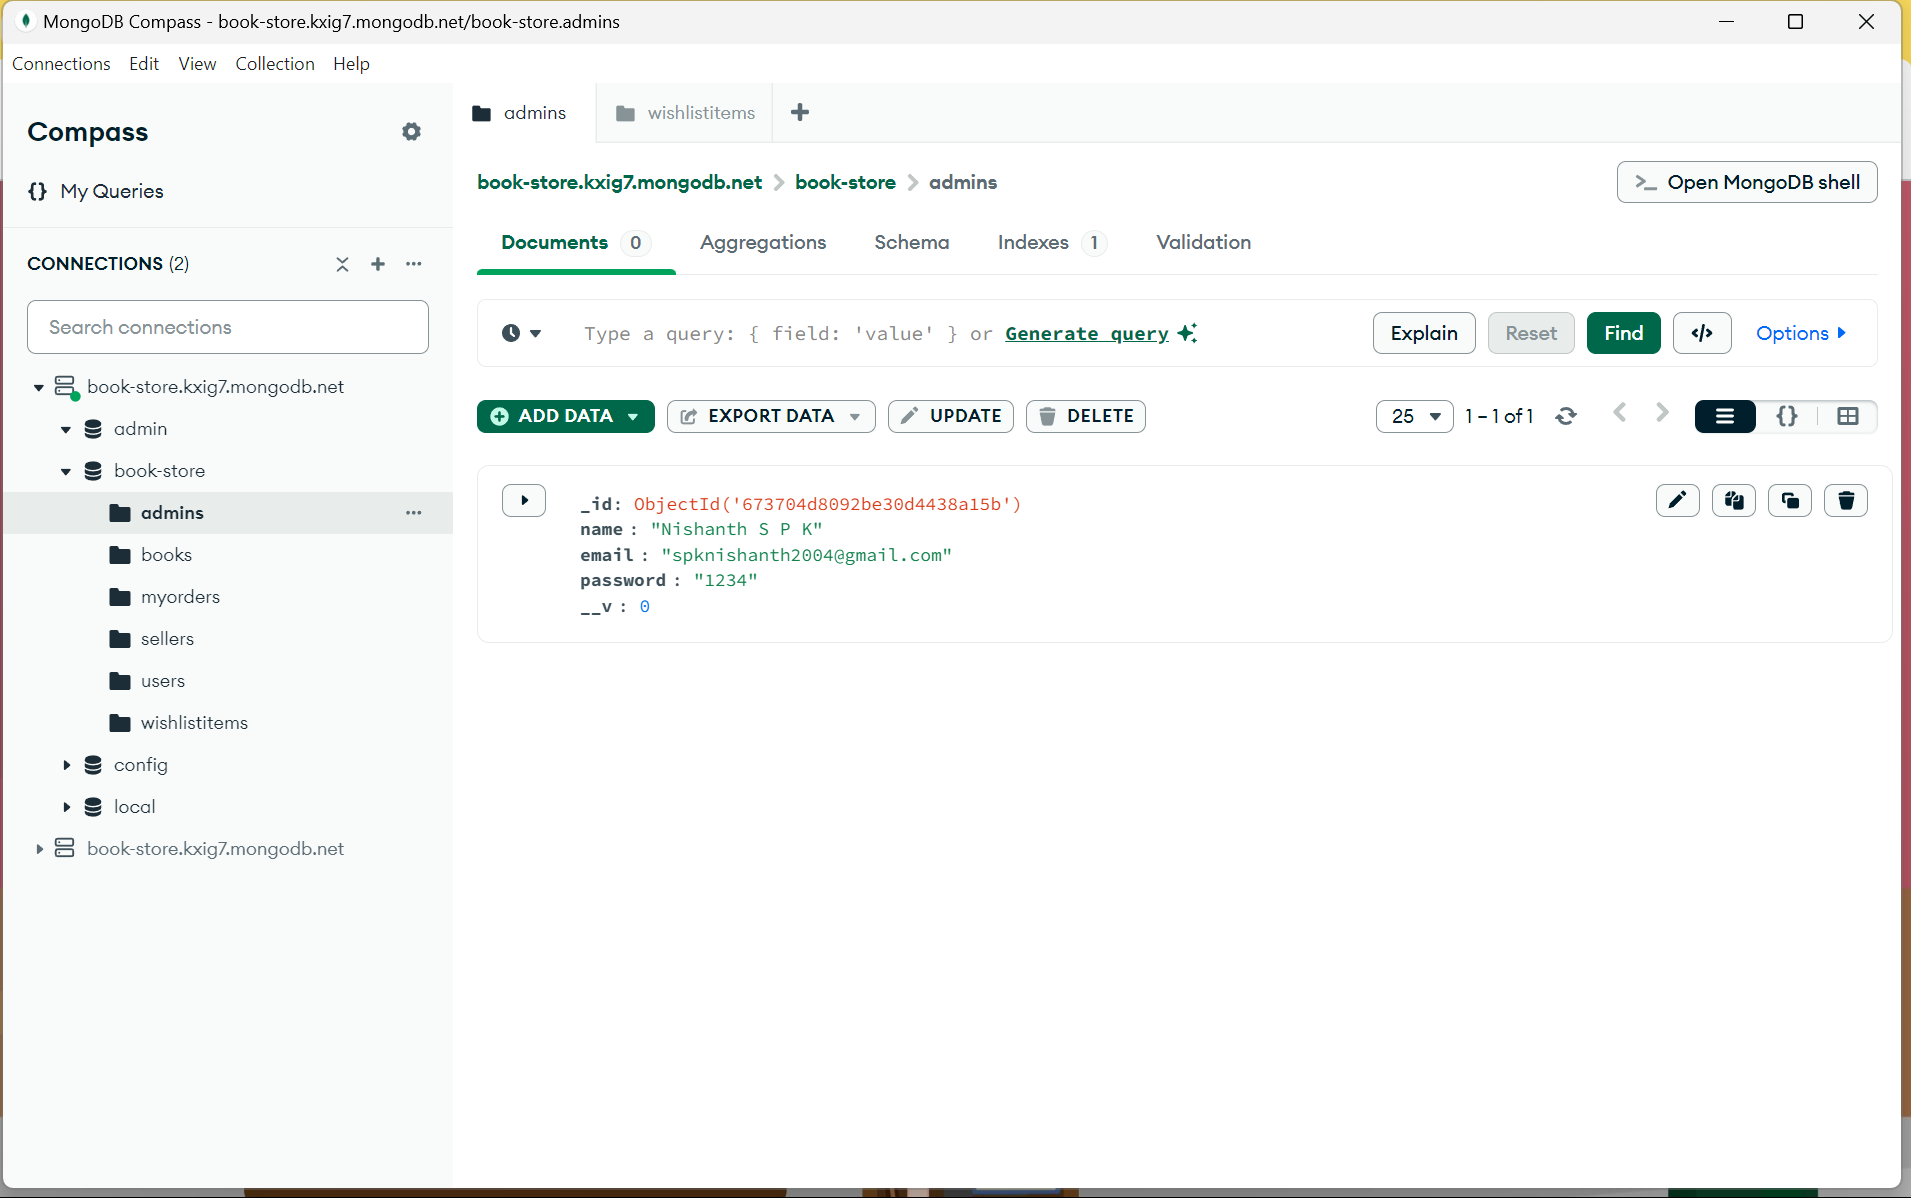 MongoDB Compass - book-store.kxig7.mongodb.net/book-store.admins
Connections Edit View Collection Help
Compass
{} My Queries
CONNECTIONS (2)
Search connections
book-store.kxig7.mongodb.net
admin
book-store
admins
books
myorders
sellers
users
wishlistitems
config
local
book-store.kxig7.mongodb.net
admins wishlistitems
book-store.kxig7.mongodb.net > book-store > admins
>_ Open MongoDB shell
Documents 0 Aggregations Schema Indexes 1 Validation
Type a query: { field: 'value' } or Generate query
Explain Reset Find </> Options
ADD DATA EXPORT DATA UPDATE DELETE
25 1 – 1 of 1 {}
_id: ObjectId('673704d8092be30d4438a15b')
name : "Nishanth S P K"
email : "spknishanth2004@gmail.com"
password : "1234"
__v : 0